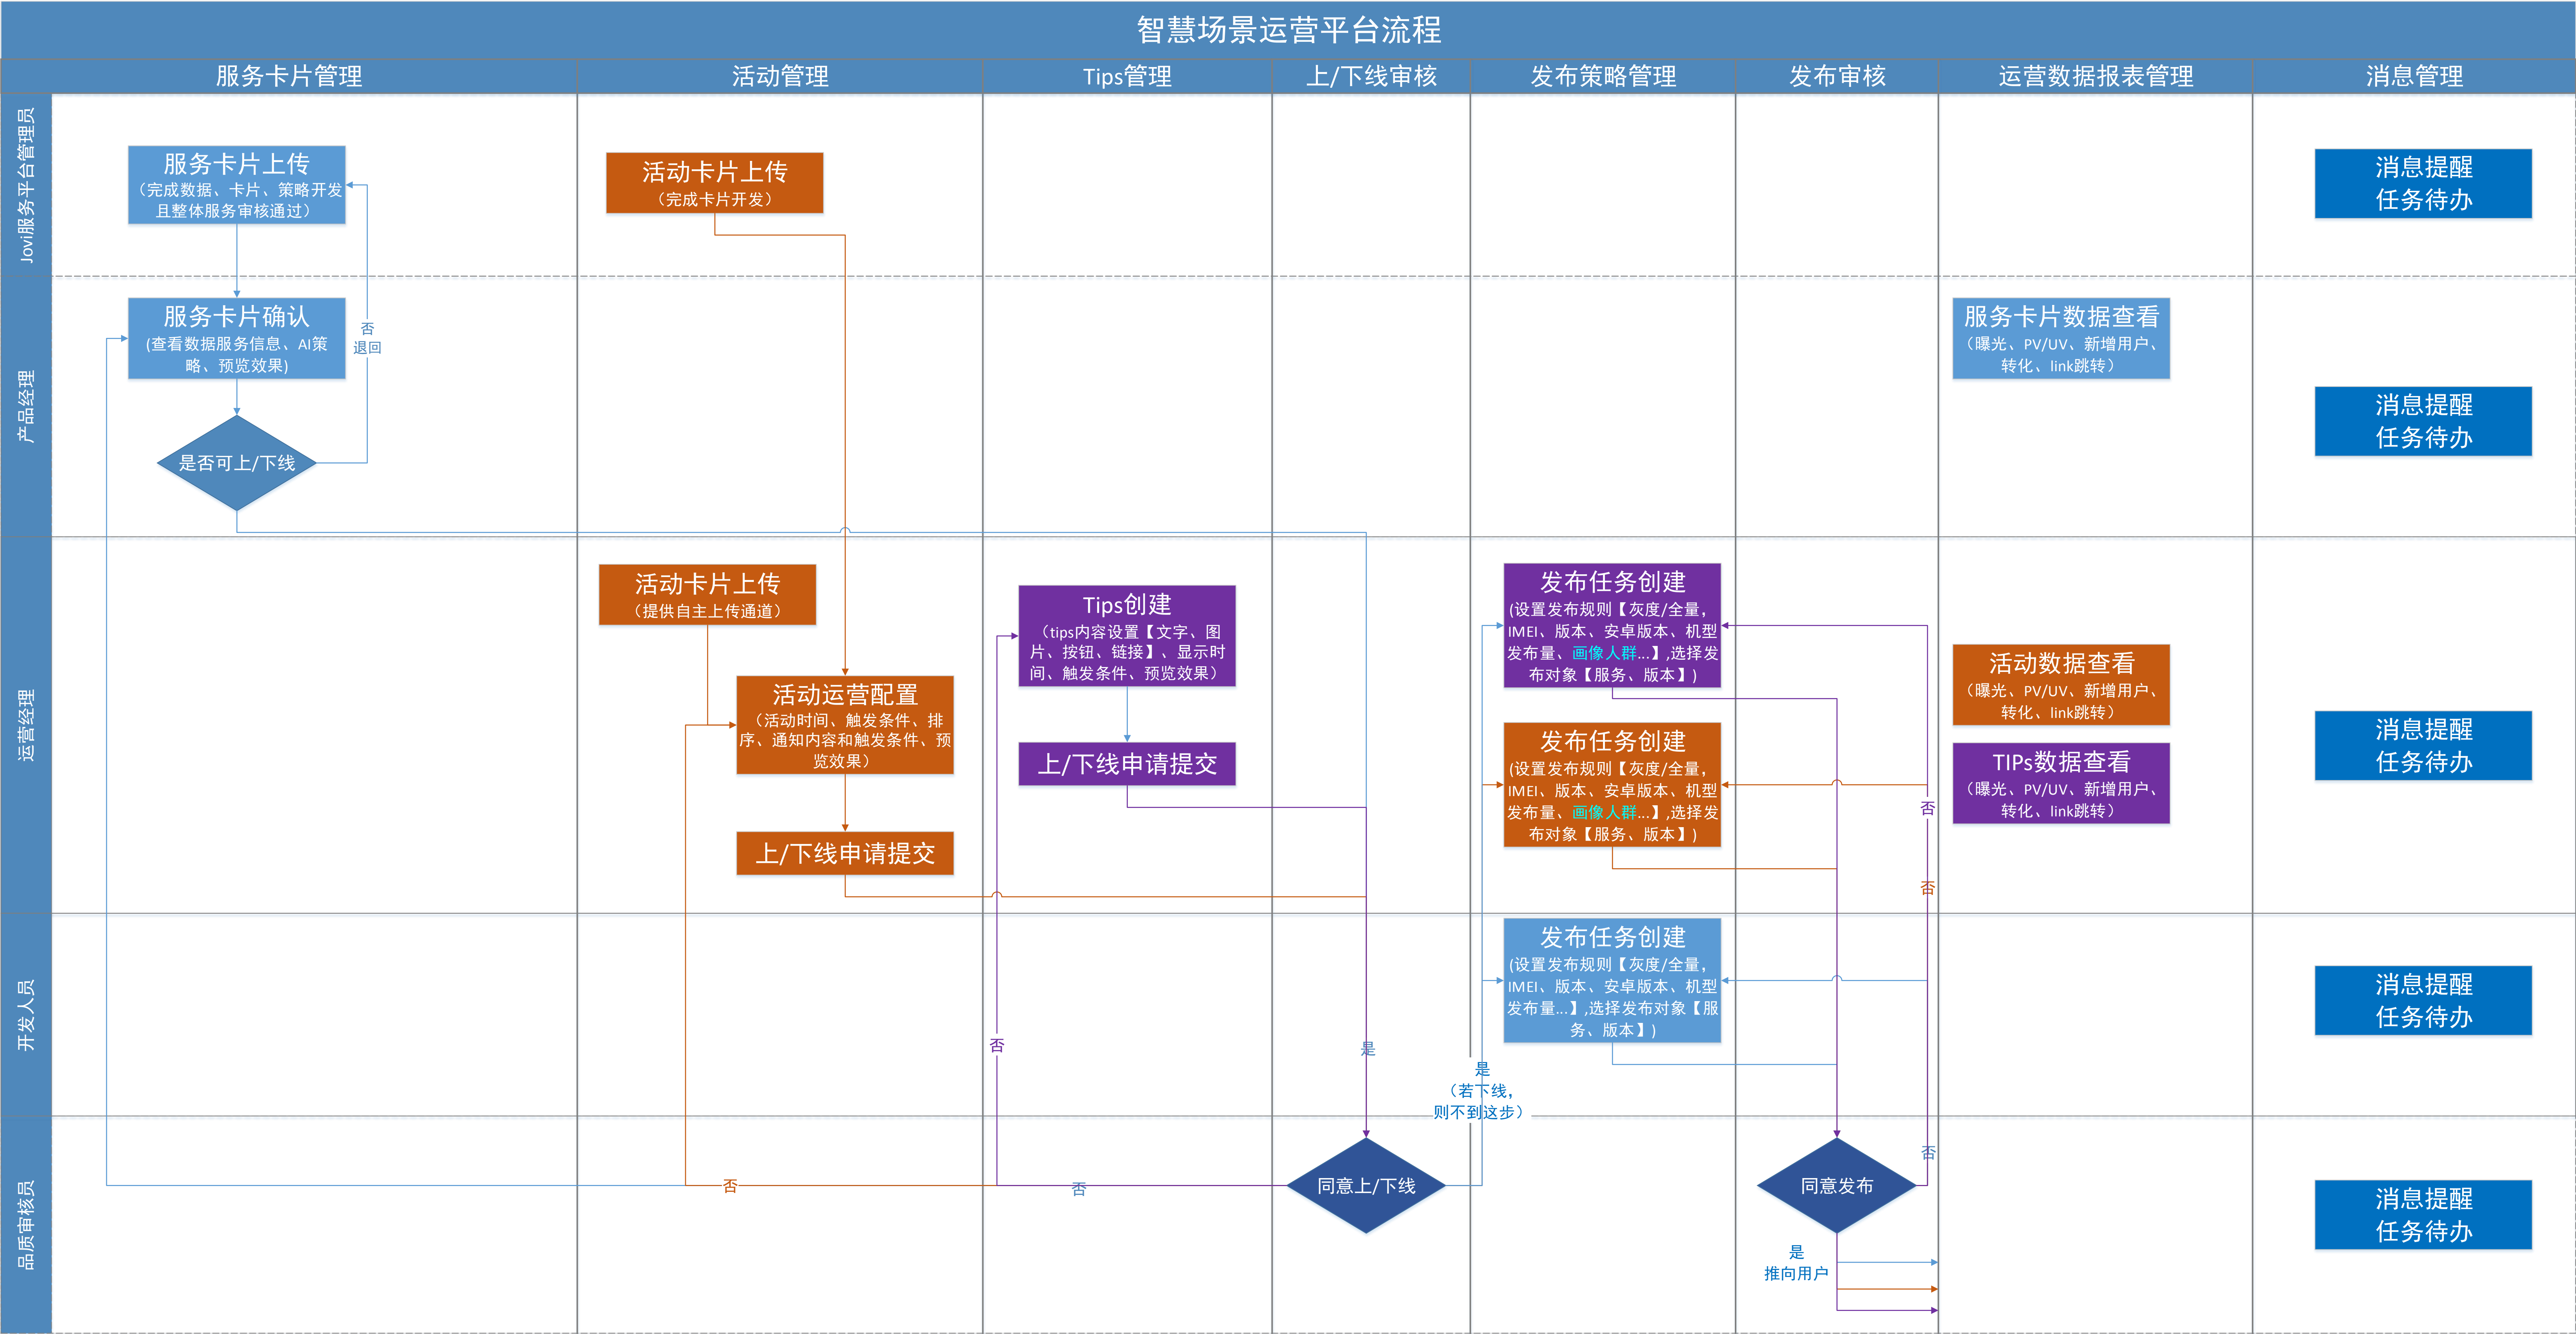 智慧场景运营平台流程
服务卡片管理
活动管理
Tips管理
上/下线审核
发布策略管理
发布审核
运营数据报表管理
消息管理
Jovi服务平台管理员
服务卡片上传
（完成数据、卡片、策略开发
且整体服务审核通过）
活动卡片上传
（完成卡片开发）
消息提醒
任务待办
产品经理
服务卡片确认
(查看数据服务信息、AI策
略、预览效果)
否
退回
是否可上/下线
服务卡片数据查看
（曝光、PV/UV、新增用户、
转化、link跳转）
消息提醒
任务待办
运营经理
活动卡片上传
（提供自主上传通道）
活动运营配置
（活动时间、触发条件、排
序、通知内容和触发条件、预
览效果）
上/下线申请提交
Tips创建
（tips内容设置【文字、图
片、按钮、链接】、显示时
间、触发条件、预览效果）
上/下线申请提交
发布任务创建
(设置发布规则【灰度/全量，
IMEI、版本、安卓版本、机型
发布量、画像人群...】,选择发
布对象【服务、版本】)
发布任务创建
(设置发布规则【灰度/全量，
IMEI、版本、安卓版本、机型
发布量、画像人群...】,选择发
布对象【服务、版本】)
否
否
活动数据查看
（曝光、PV/UV、新增用户、
转化、link跳转）
TIPs数据查看
（曝光、PV/UV、新增用户、
转化、link跳转）
消息提醒
任务待办
开发人员
否
是
发布任务创建
(设置发布规则【灰度/全量，
IMEI、版本、安卓版本、机型
发布量...】,选择发布对象【服
务、版本】)
是
（若下线，
则不到这步）
消息提醒
任务待办
品质审核员
否
否
同意上/下线
同意发布
否
是
推向用户
消息提醒
任务待办